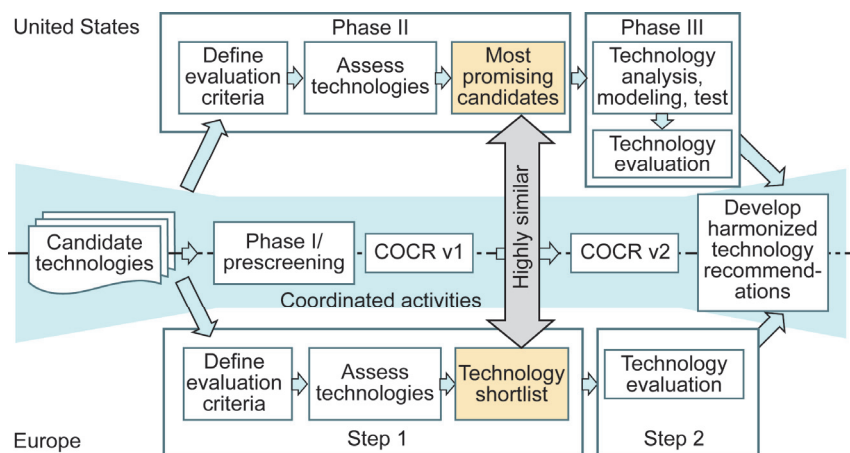 United States
Phase II
Define
evaluation
criteria
Assess
technologies
Most
promising
candidates
Phase III
Technology
analysis,
modeling, test
Technology
evaluation
Candidate
technologies
Phase I/
prescreening
COCR v1
Highly similar
COCR v2
Develop
harmonized
technology
recommend-
ations
Coordinated activities
Define
evaluation
criteria
Assess
technologies
Technology
shortlist
Step 1
Technology
evaluation
Step 2
Europe